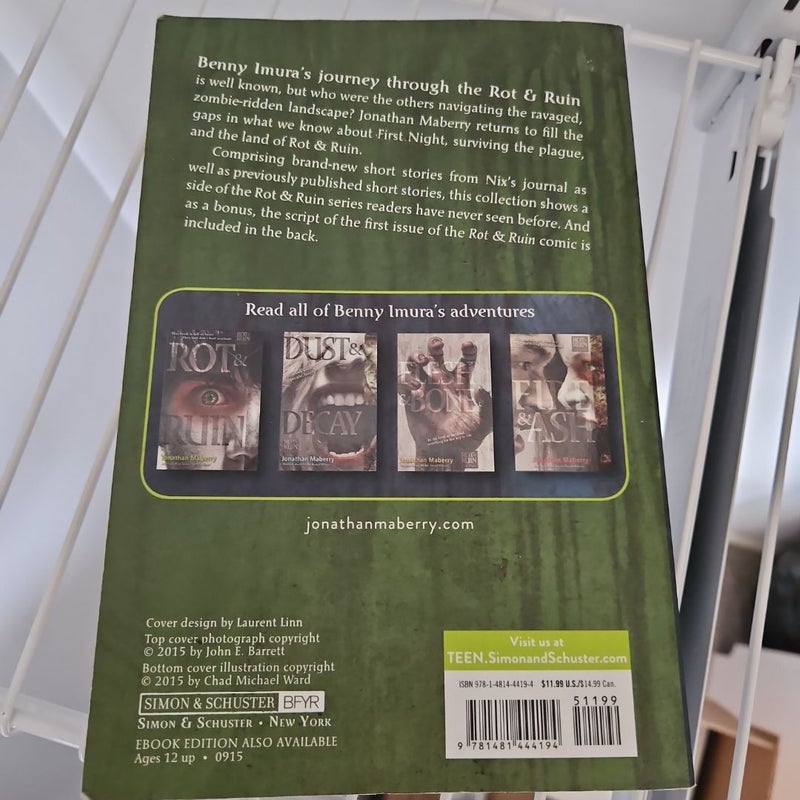 Benny Imura's journey through the Rot & Ruin
is well known, but who were the others navigating the ravaged,
zombie-ridden landscape? Jonathan Maberry returns to fill the
gaps in what we know about First Night, surviving the plague,
and the land of Rot & Ruin.
Comprising brand-new short stories from Nix's journal as
well as previously published short stories, this collection shows a
side of the Rot & Ruin series readers have never seen before. And
as a bonus, the script of the first issue of the Rot & Ruin comic is
included in the back.
Read all of Benny Imura's adventures
ROT &
RUIN
Jonathan Maberry
DUST &
DECAY
Jonathan Maberry
FLESH
& BONE
Jonathan Maberry
FIRE
& ASH
Jonathan Maberry
jonathanmaberry.com
Cover design by Laurent Linn
Top cover photograph copyright
© 2015 by John E. Barrett
Bottom cover illustration copyright
© 2015 by Chad Michael Ward
SIMON & SCHUSTER BFYR
SIMON & SCHUSTER • NEW YORK
EBOOK EDITION ALSO AVAILABLE
Ages 12 up • 0915
Visit us at
TEEN.SimonandSchuster.com
ISBN 978-1-4814-4419-4 $11.99 U.S./$14.99 Can.
51199
9 781481 444194